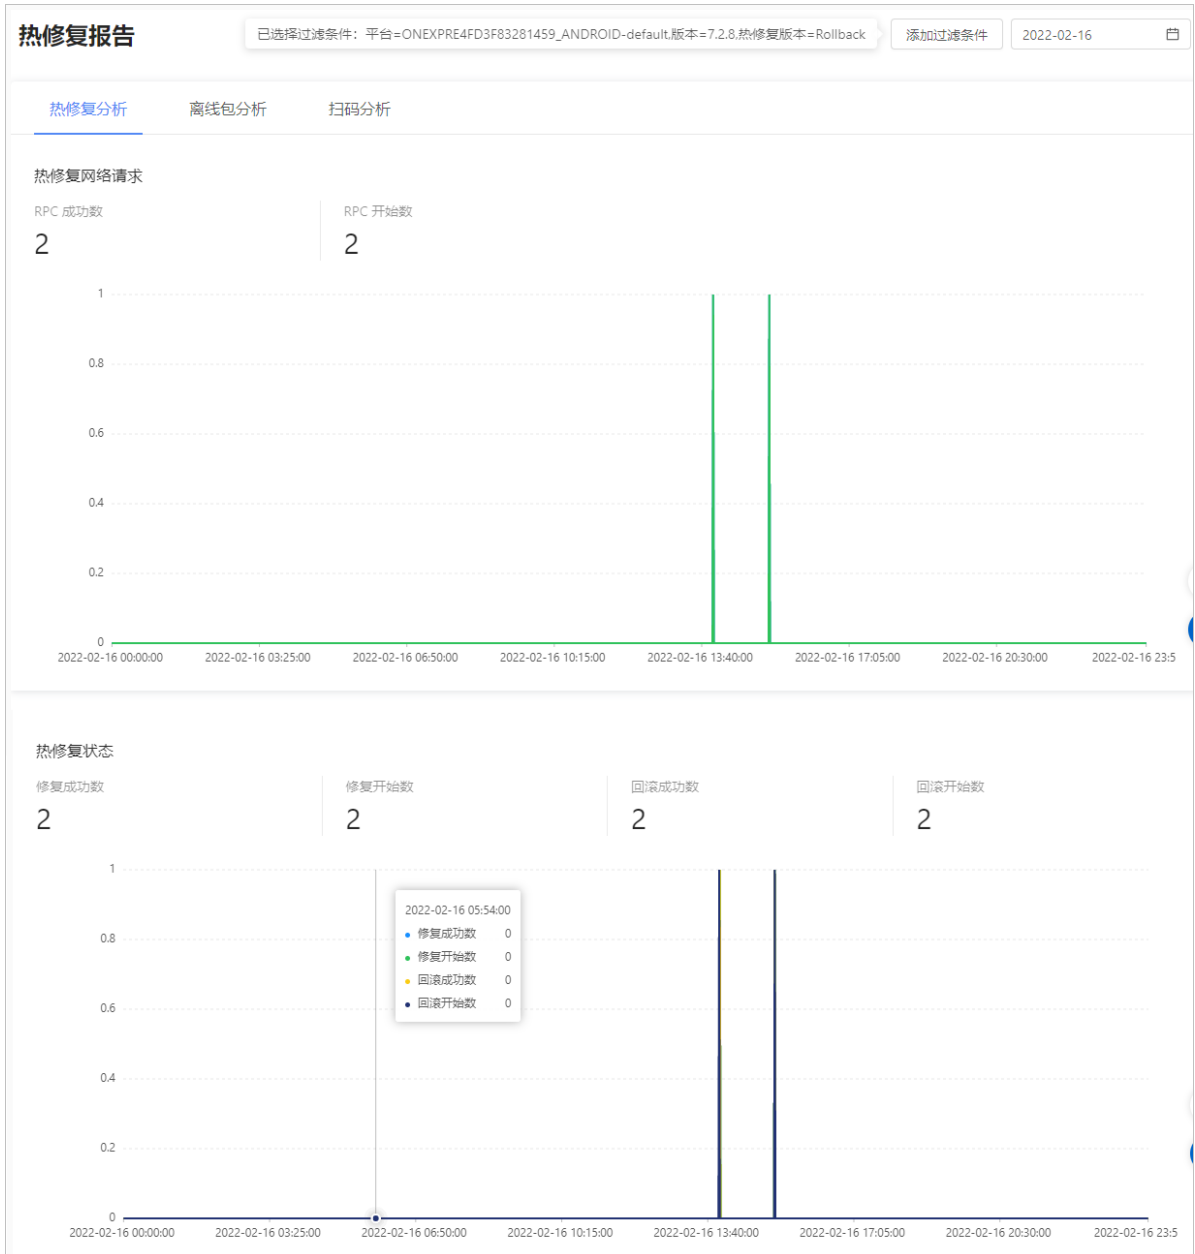 热修复报告
已选择过滤条件：平台=ONEXPRE4FD3F83281459_ANDROID-default,版本=7.2.8,热修复版本=Rollback
添加过滤条件
2022-02-16
热修复分析 离线包分析 扫码分析
热修复网络请求
RPC 成功数 RPC 开始数
2 2
1
0.8
0.6
0.4
0.2
0
2022-02-16 00:00:00 2022-02-16 03:25:00 2022-02-16 06:50:00 2022-02-16 10:15:00 2022-02-16 13:40:00 2022-02-16 17:05:00 2022-02-16 20:30:00 2022-02-16 23:5
热修复状态
修复成功数 修复开始数 回滚成功数 回滚开始数
2 2 2 2
1
2022-02-16 05:54:00
修复成功数 0
0.8
修复开始数 0
回滚成功数 0
回滚开始数 0
0.6
0.4
0.2
0
2022-02-16 00:00:00 2022-02-16 03:25:00 2022-02-16 06:50:00 2022-02-16 10:15:00 2022-02-16 13:40:00 2022-02-16 17:05:00 2022-02-16 20:30:00 2022-02-16 23:5